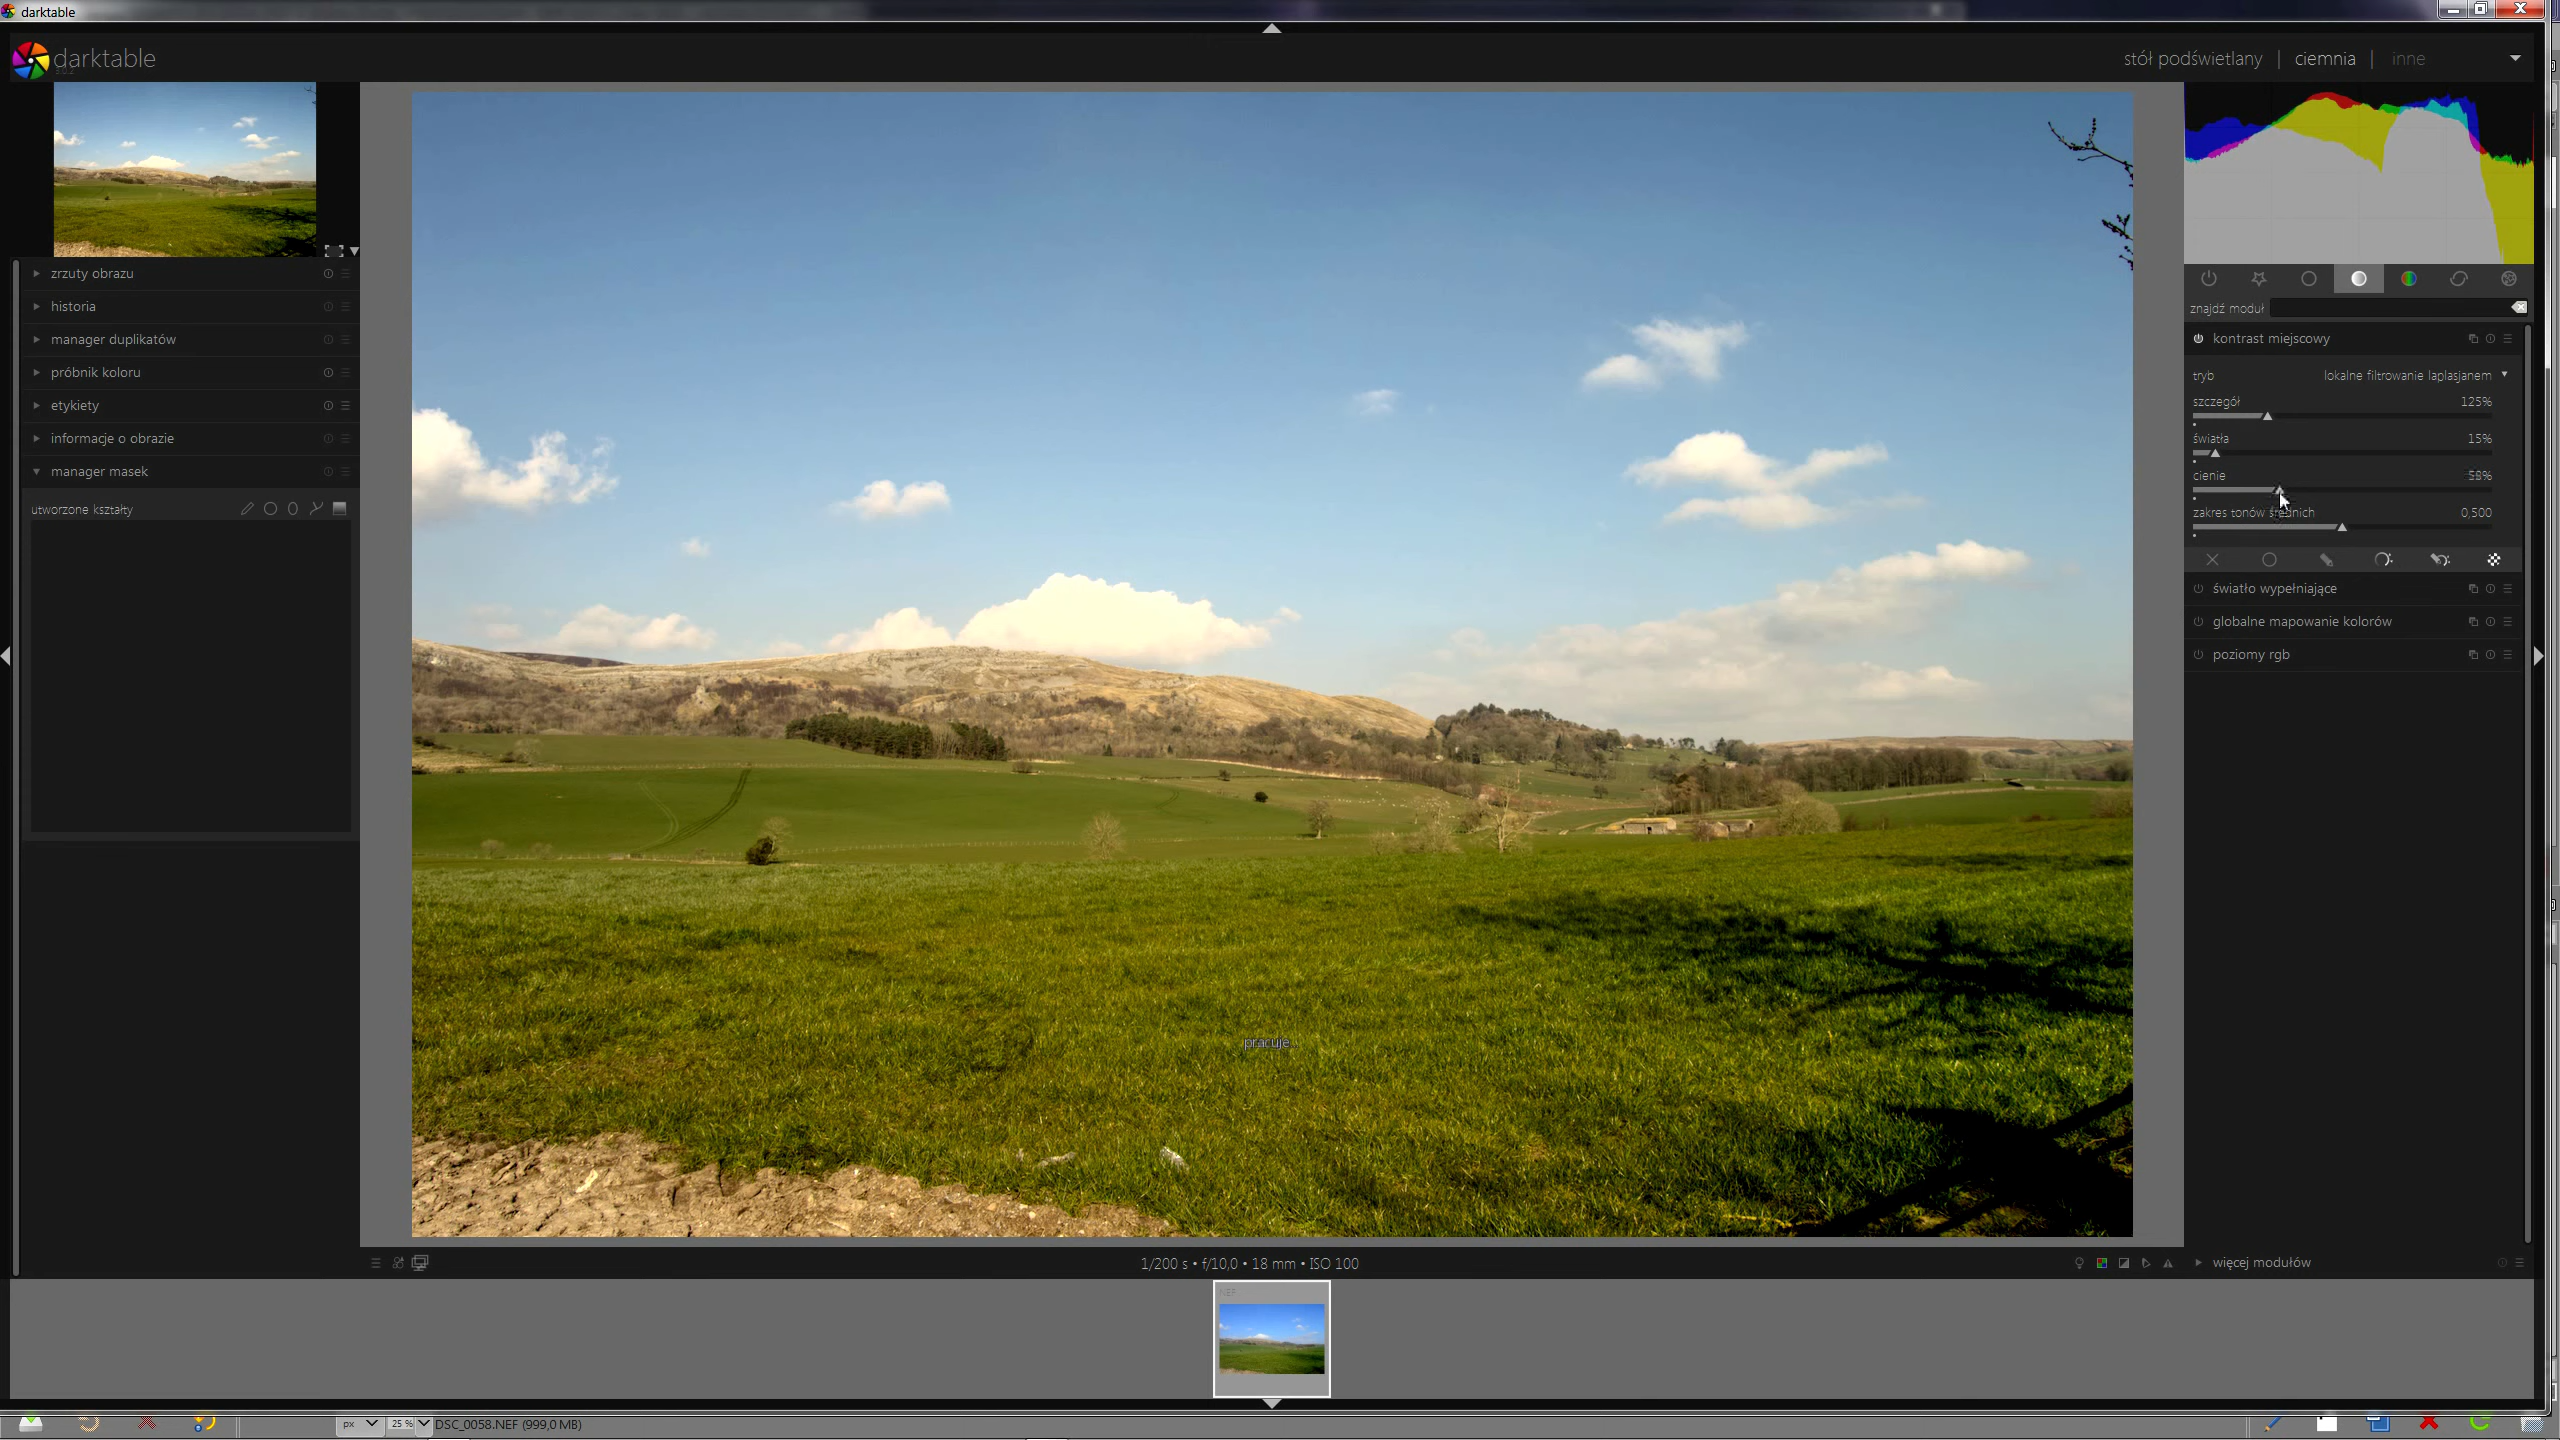 darktable
darktable
stół podświetlany | ciemnia | inne
zrzuty obrazu
historia
manager duplikatów
próbnik koloru
etykiety
informacje o obrazie
manager masek
utworzone kształty
znajdź moduł
kontrast miejscowy
tryb lokalne filtrowanie laplasjanem
szczegół 125%
światła 15%
cienie 58%
zakres tonów średnich 0,500
światło wypełniające
globalne mapowanie kolorów
poziomy rgb
pracuje...
1/200 s • f/10,0 • 18 mm • ISO 100
więcej modułów
NEF
px 25 % DSC_0058.NEF (999,0 MB)